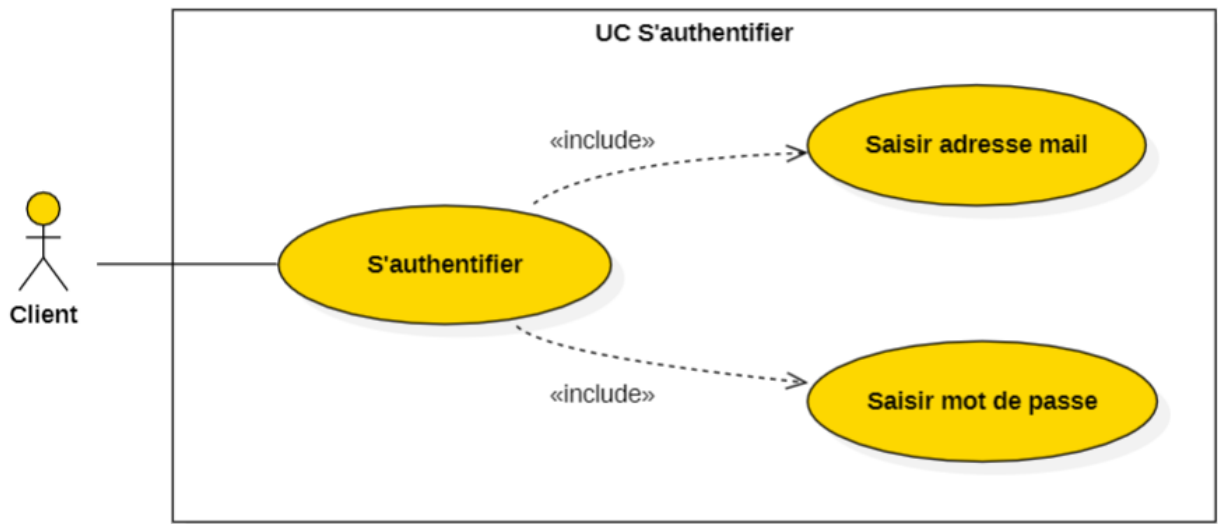 UC S'authentifier
«include»
Saisir adresse mail
S'authentifier
Client
«include»
Saisir mot de passe